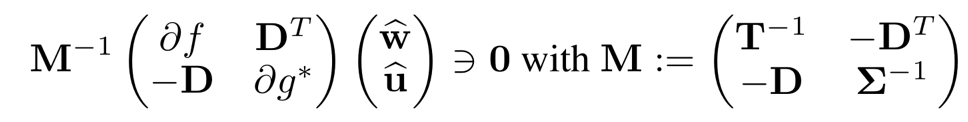 $\mathbf{M}^{-1} \begin{pmatrix} \partial f & \mathbf{D}^T \\ -\mathbf{D} & \partial g^* \end{pmatrix} \begin{pmatrix} \widehat{\mathbf{w}} \\ \widehat{\mathbf{u}} \end{pmatrix} \ni \mathbf{0} \text{ with } \mathbf{M} := \begin{pmatrix} \mathbf{T}^{-1} & -\mathbf{D}^T \\ -\mathbf{D} & \mathbf{\Sigma}^{-1} \end{pmatrix}$